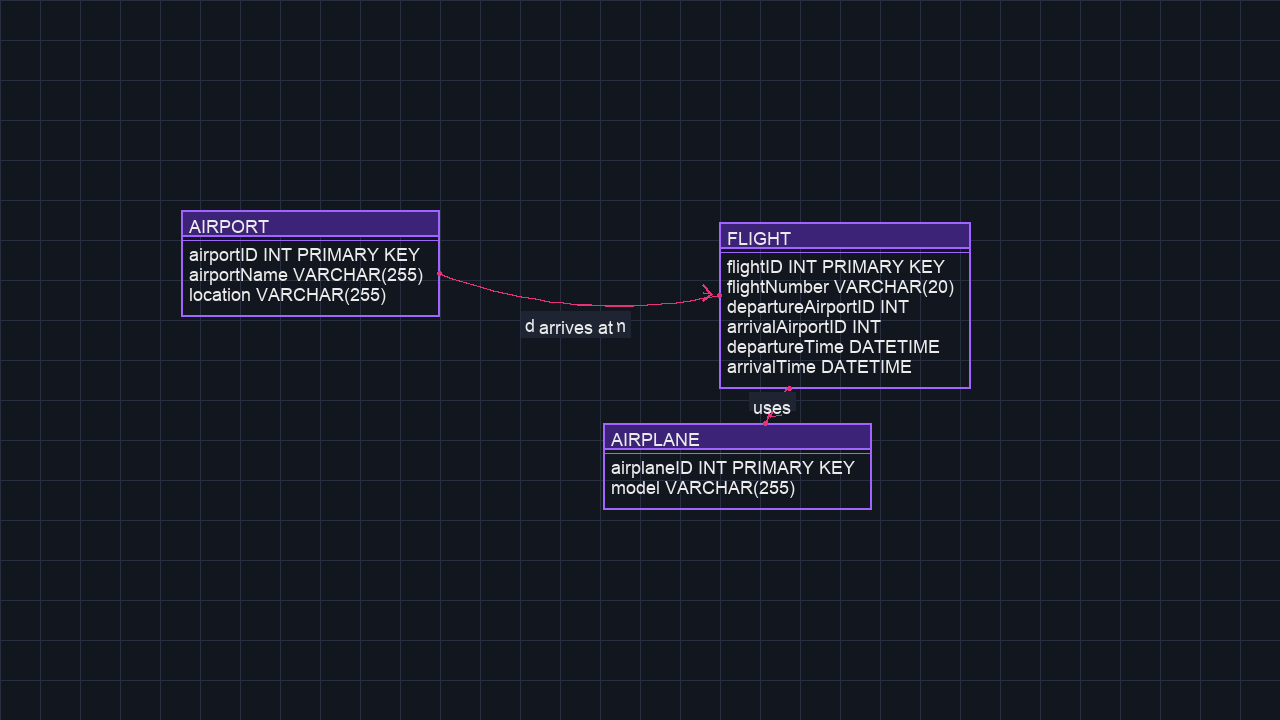 AIRPORT
airportID INT PRIMARY KEY
airportName VARCHAR(255)
location VARCHAR(255)
arrives at
FLIGHT
flightID INT PRIMARY KEY
flightNumber VARCHAR(20)
departureAirportID INT
arrivalAirportID INT
departureTime DATETIME
arrivalTime DATETIME
uses
AIRPLANE
airplaneID INT PRIMARY KEY
model VARCHAR(255)